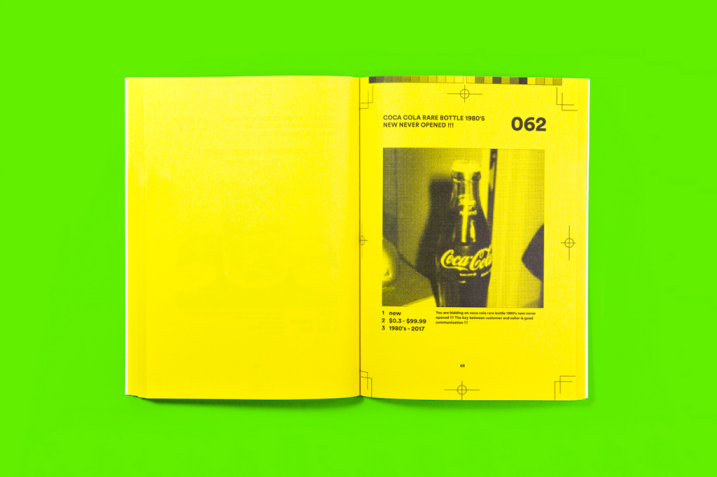 COCA COLA RARE BOTTLE 1980'S
NEW NEVER OPENED !!!
062
Coca-Cola
1 new
2 $0.3 - $99.99
3 1980's - 2017
You are bidding on coca cola rare bottle 1980s new never
opened !!! The key between customer and seller is good
communication !!!